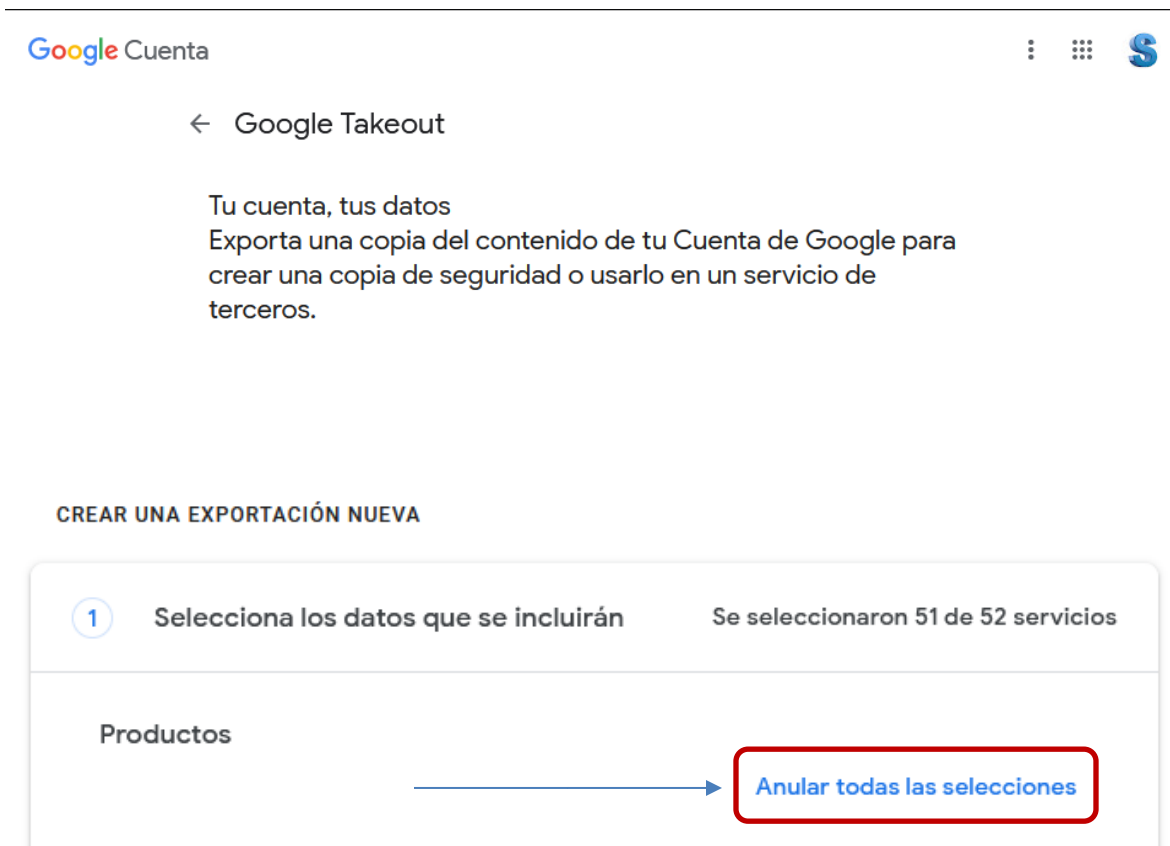 Google Cuenta
Google Takeout
Tu cuenta, tus datos
Exporta una copia del contenido de tu Cuenta de Google para
crear una copia de seguridad o usarlo en un servicio de
terceros.
CREAR UNA EXPORTACIÓN NUEVA
1 Selecciona los datos que se incluirán Se seleccionaron 51 de 52 servicios
Productos
Anular todas las selecciones